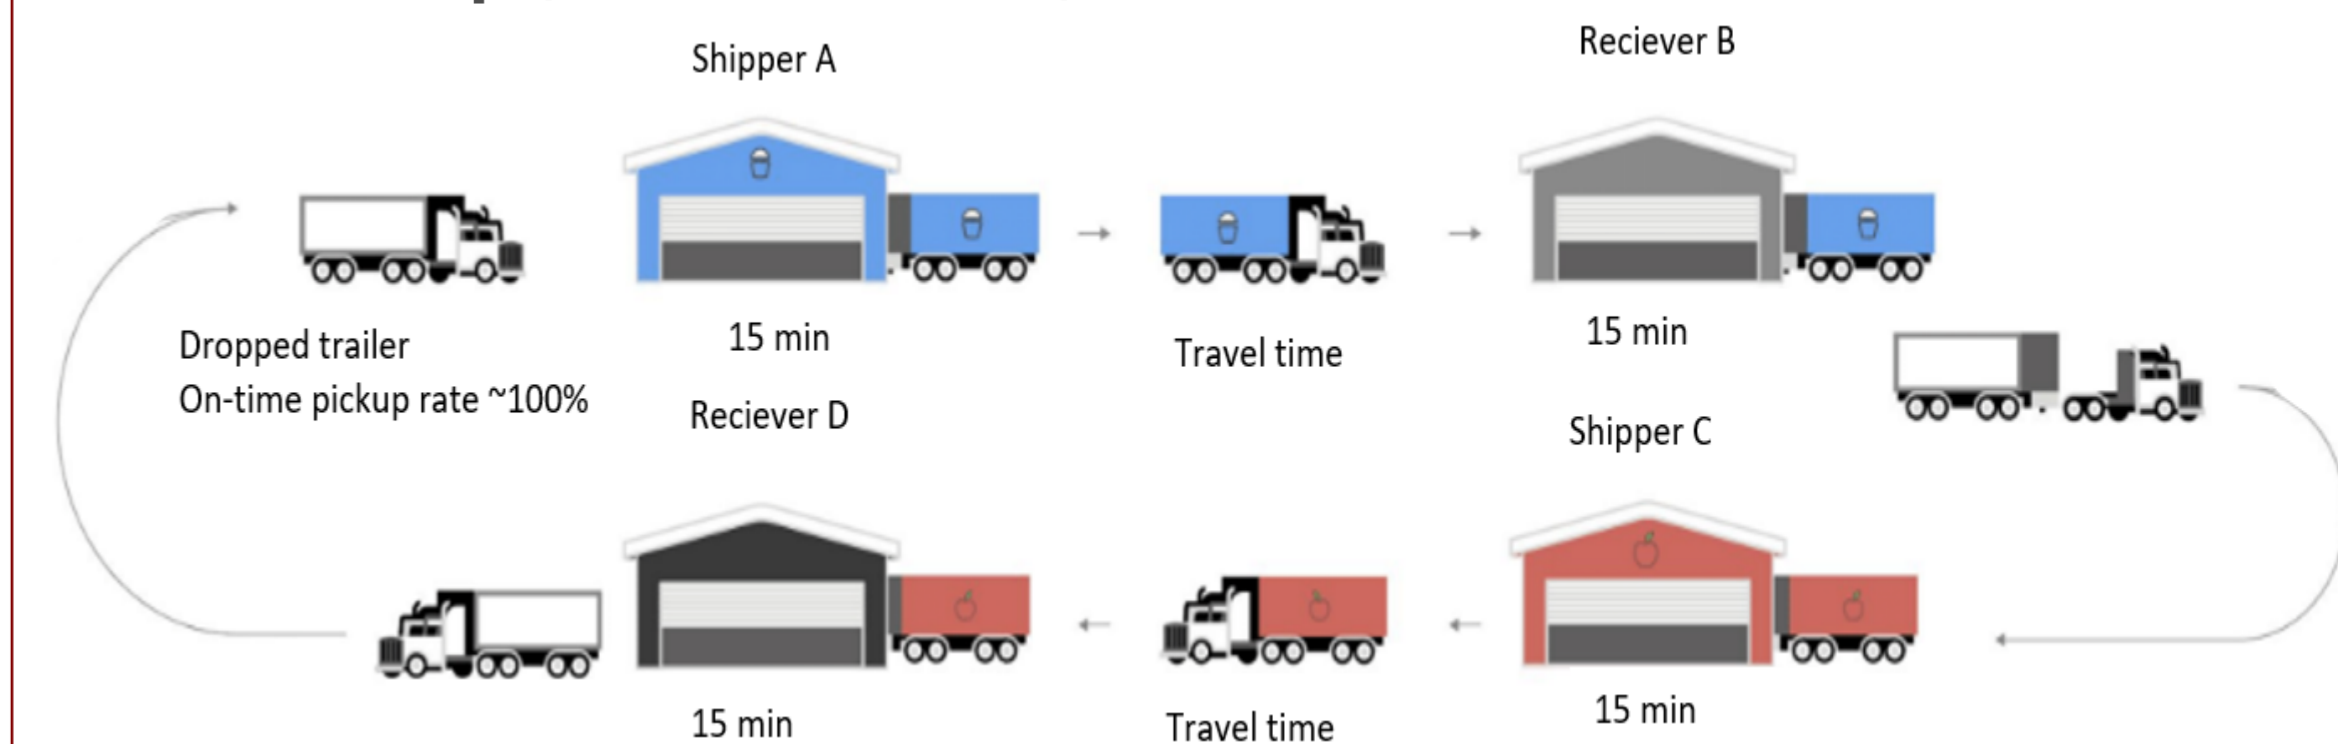 Shipper A
Reciever B
15 min
Travel time
15 min
Dropped trailer
On-time pickup rate ~100%
Reciever D
Shipper C
15 min
Travel time
15 min